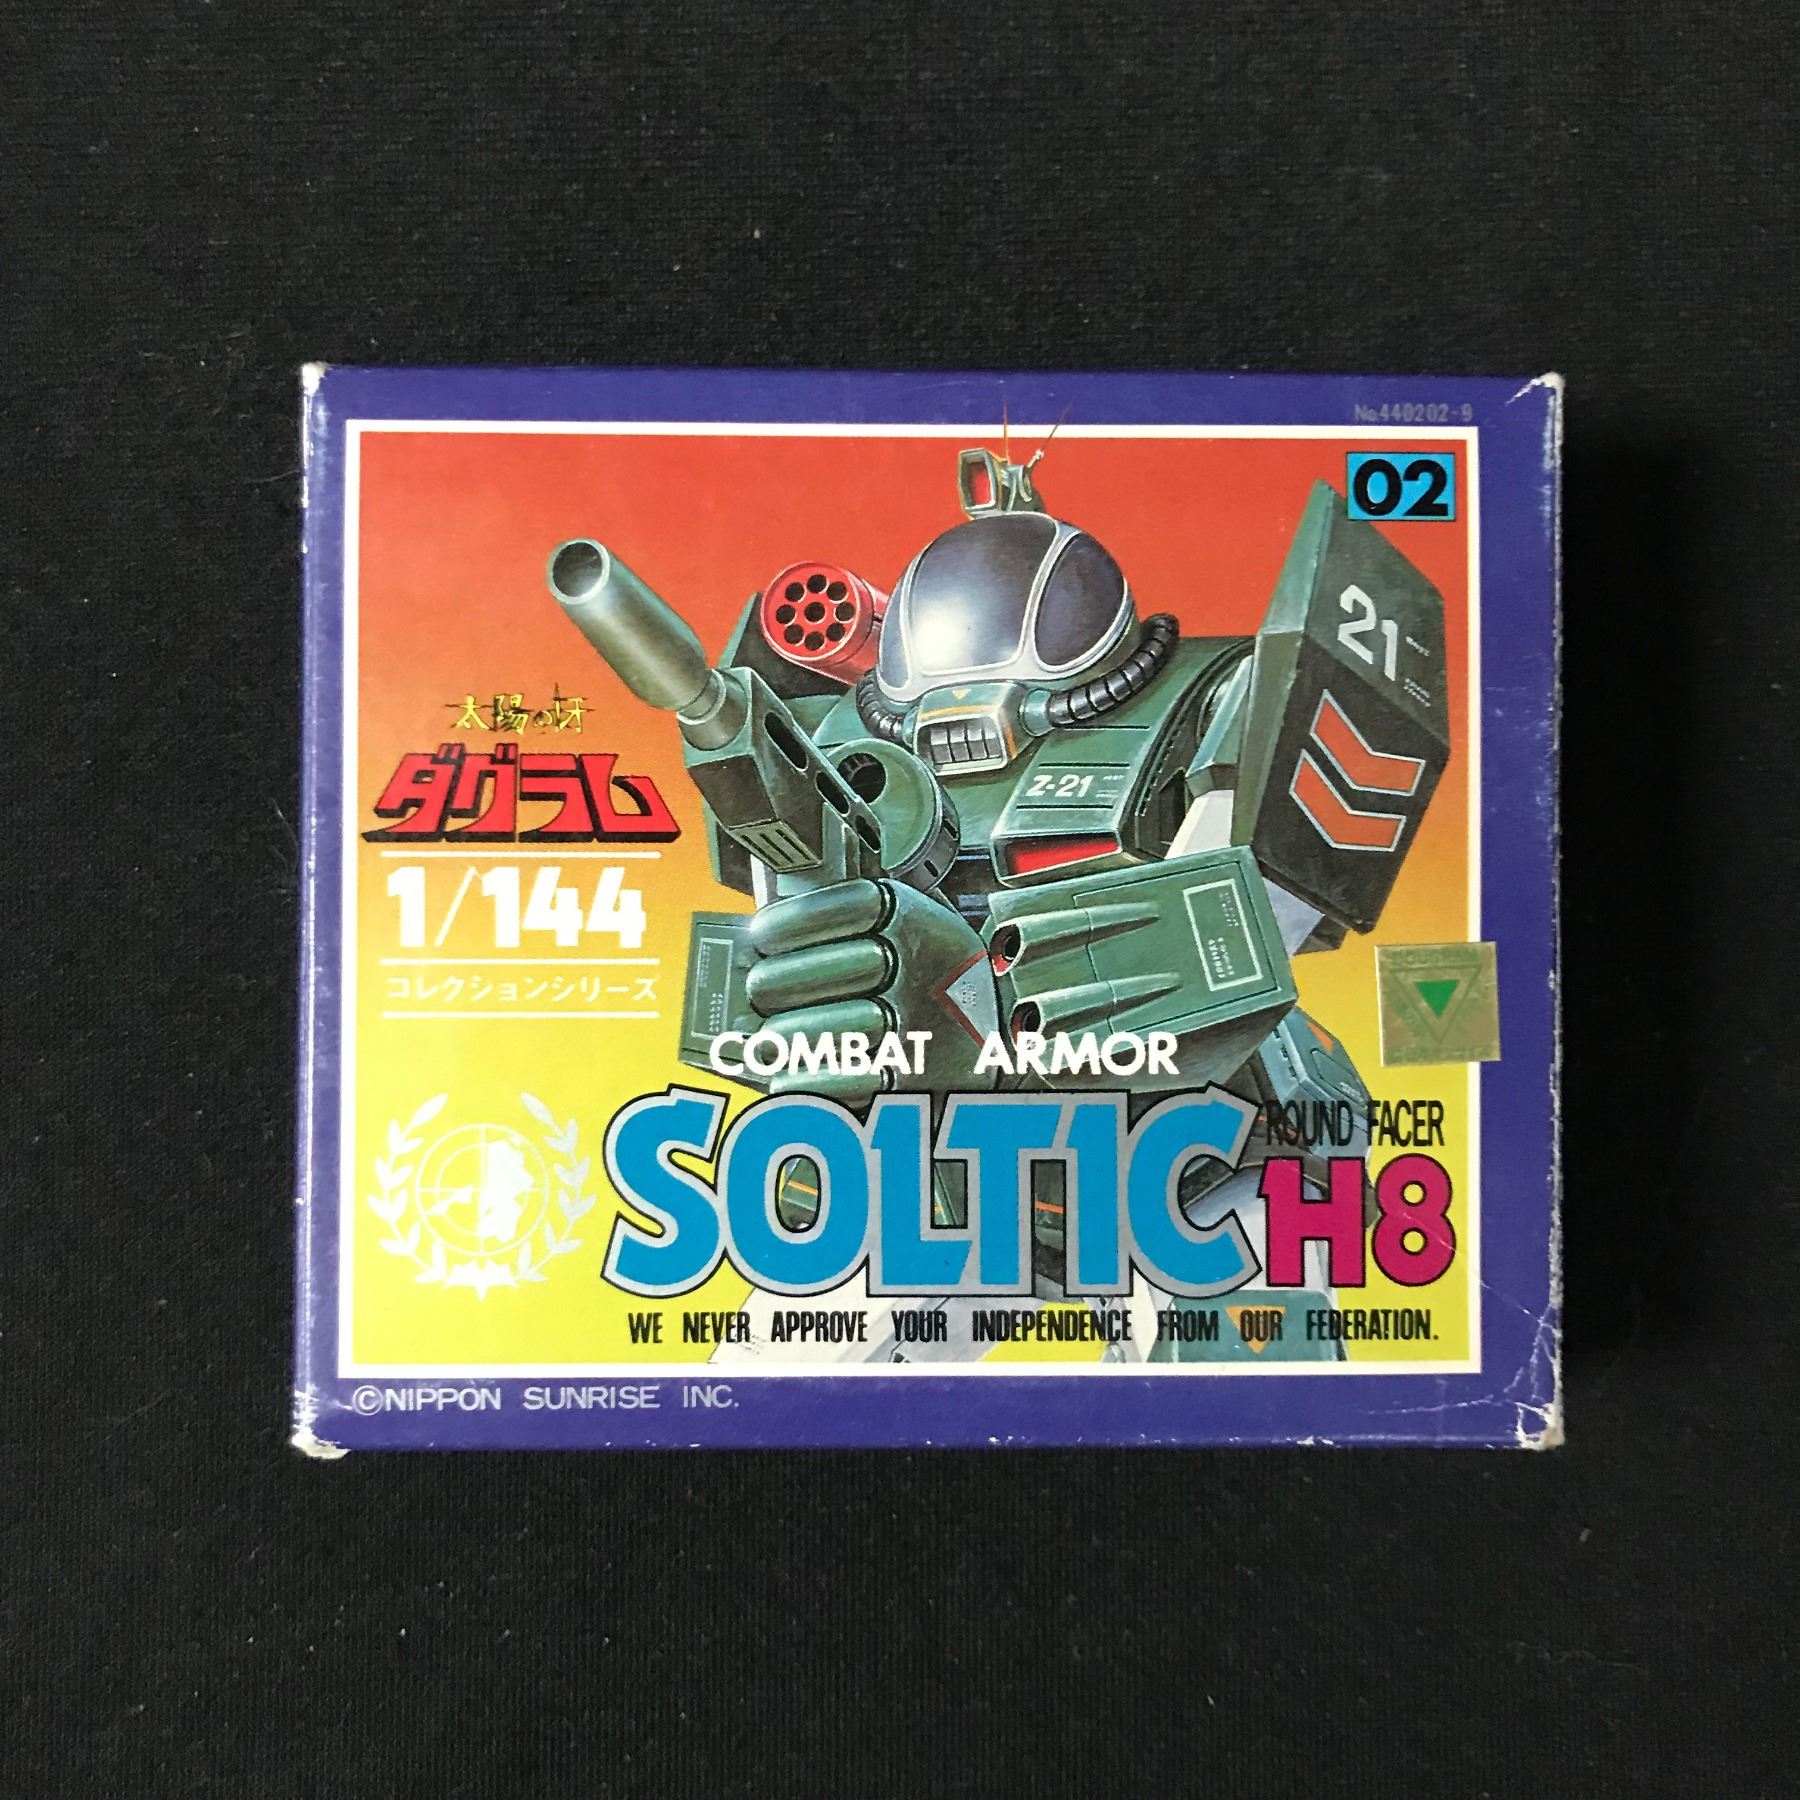 No.440202-9
02
21
太陽の牙
ダグラム
1/144
コレクションシリーズ
Z-21
COMBAT ARMOR
SOLTIC
ROUND FACER
H8
WE NEVER APPROVE YOUR INDEPENDENCE FROM OUR FEDERATION.
©NIPPON SUNRISE INC.